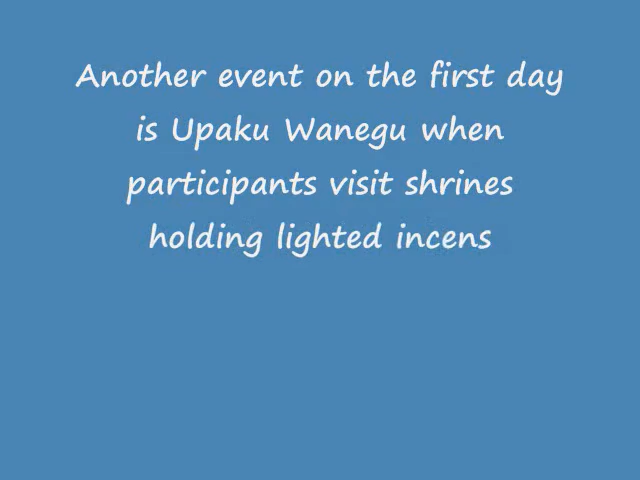 Another event on the first day
is Upaku Wanegu when
participants visit shrines
holding lighted incens